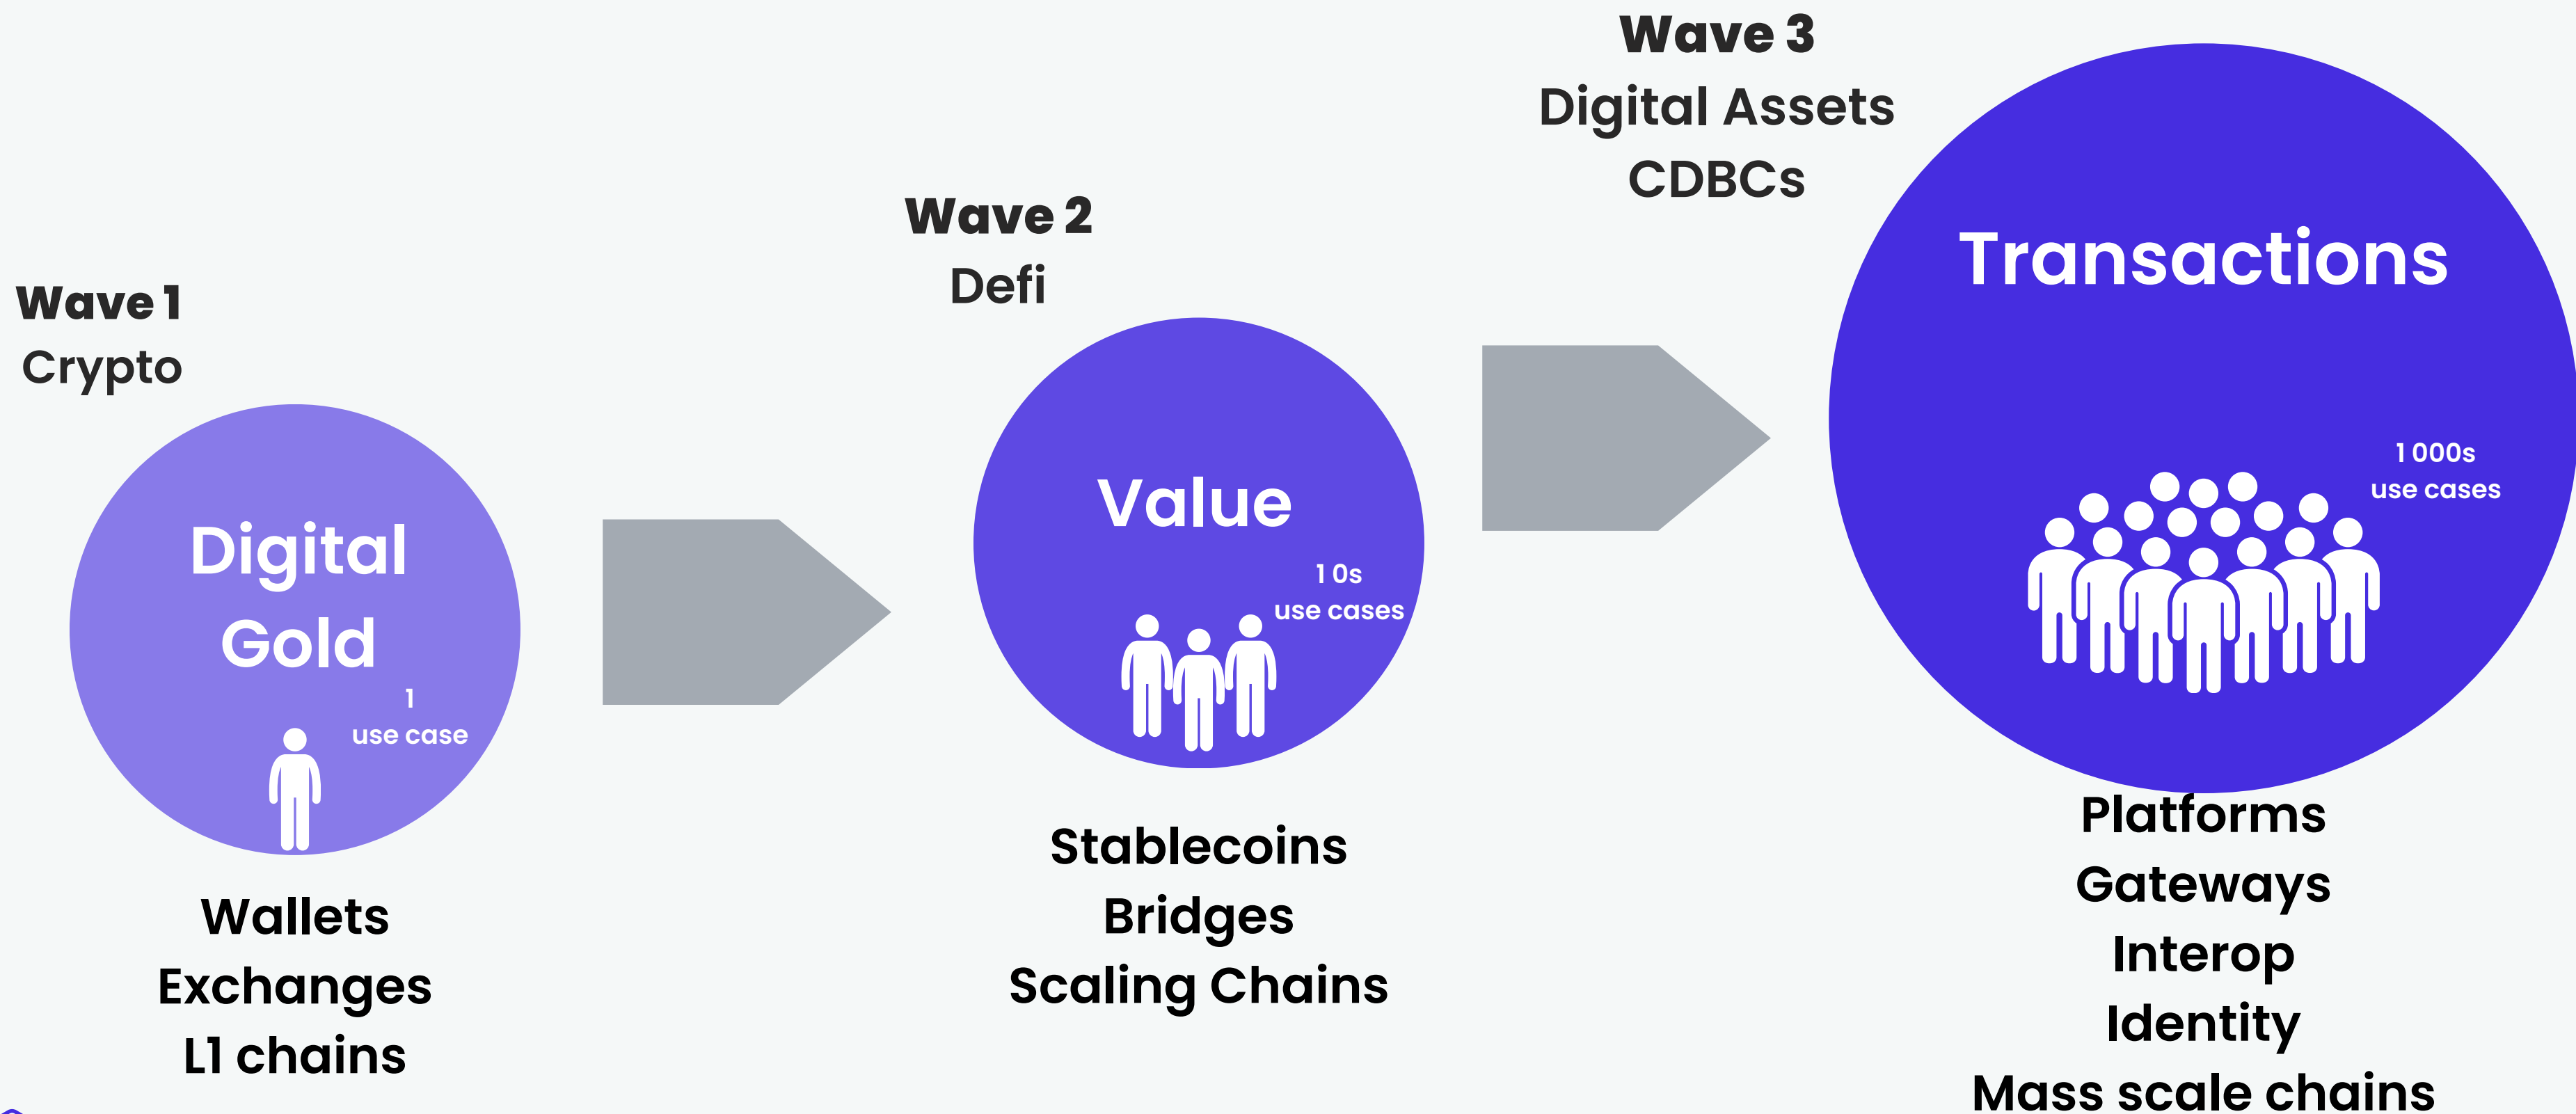 Wave 1
Crypto
Digital
Gold
1
use case
Wallets
Exchanges
L1 chains
Wave 2
Defi
Value
10s
use cases
Stablecoins
Bridges
Scaling Chains
Wave 3
Digital Assets
CDBCs
Transactions
1 000s
use cases
Platforms
Gateways
Interop
Identity
Mass scale chains